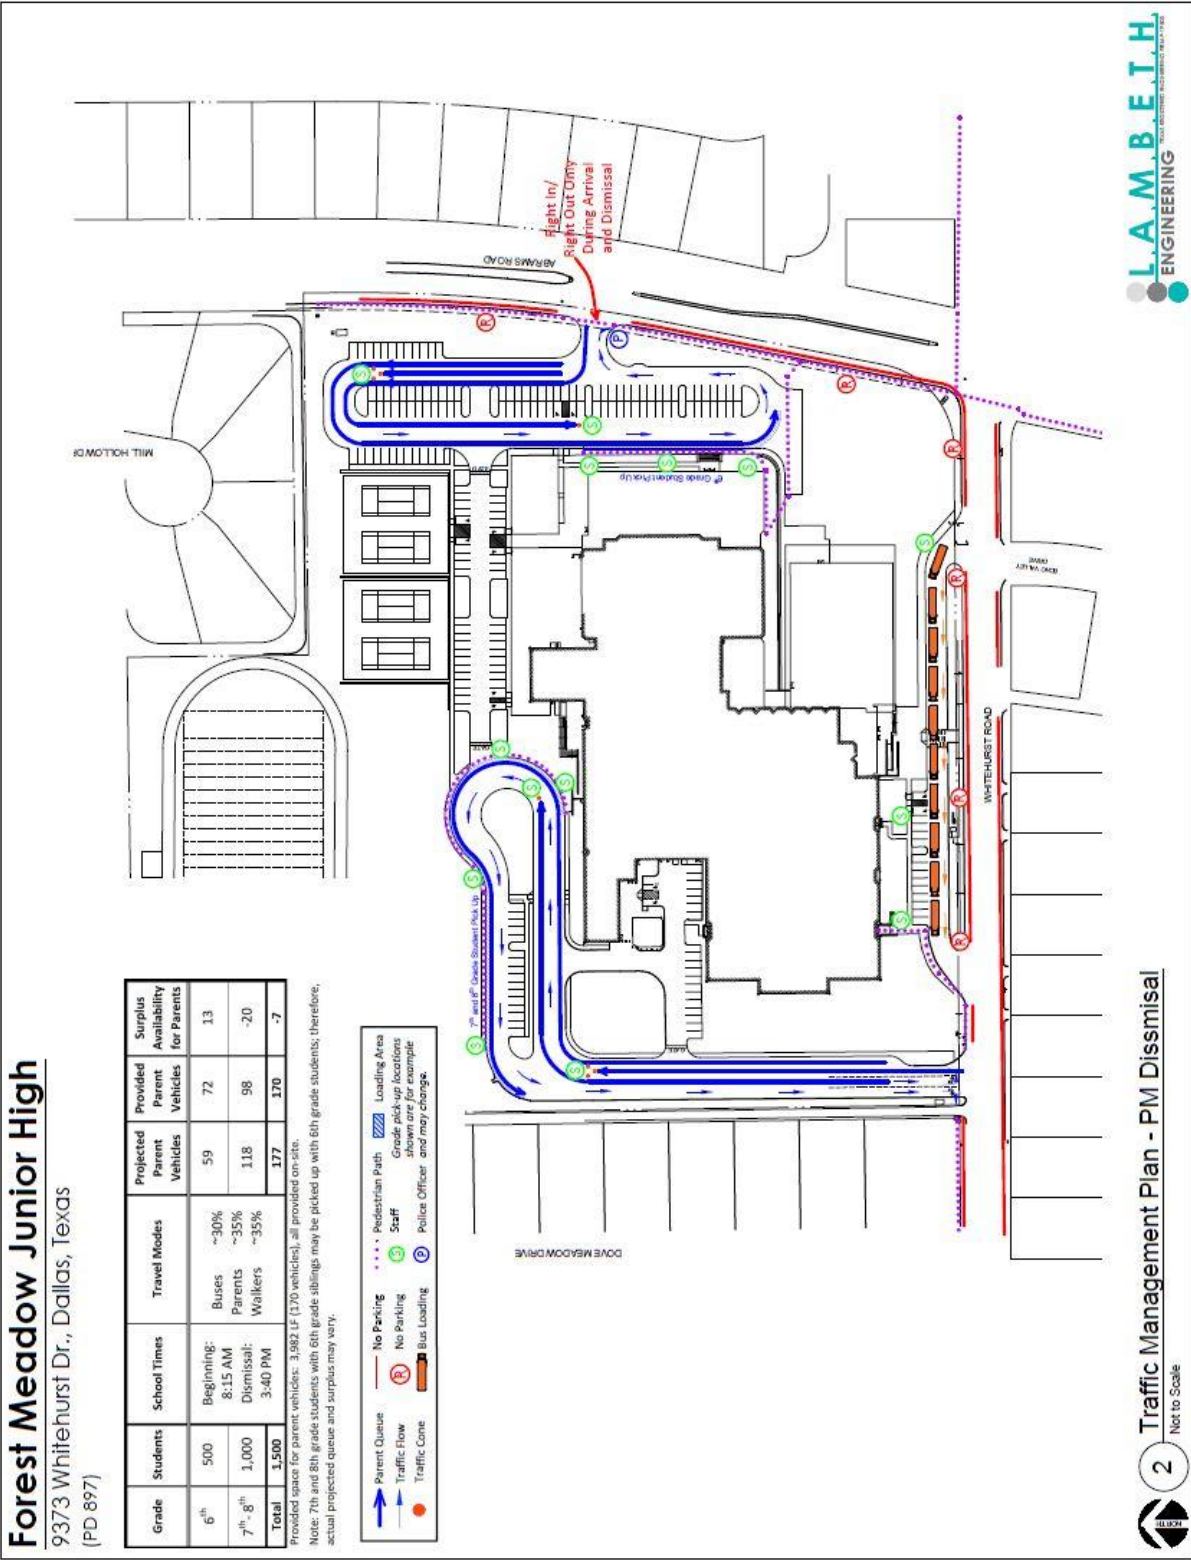 Forest Meadow Junior High
9373 Whitehurst Dr., Dallas, Texas
(PD 897)
Grade Students School Times Travel Modes Projected Parent Vehicles Provided Parent Vehicles Surplus Availability for Parents
6th 500 Beginning: 8:15 AM Buses ~30% 59 72 13
7th - 8th 1,000 Dismissal: 3:40 PM Parents ~35% Walkers ~35% 118 98 -20
Total 1,500 177 170 -7
Provided space for parent vehicles: 3,982 LF (170 vehicles), all provided on-site.
Note: 7th and 8th grade students with 6th grade siblings may be picked up with 6th grade students; therefore,
actual projected queue and surplus may vary.
Parent Queue
Traffic Flow
Traffic Cone
No Parking
R No Parking
Bus Loading
Pedestrian Path
S Staff
P Police Officer
Loading Area
Grade pick-up locations
shown are for example
and may change.
MILL HOLLOW DR
ABRAMS ROAD
Right In/
Right Out Only
During Arrival
and Dismissal
6th Grade Student Pick Up
7th and 8th Grade Student Pick Up
DOVE MEADOW DRIVE
WHITEHURST ROAD
GATE
GATE
2 Traffic Management Plan - PM Dissmisal
Not to Scale
NORTH
L.A.M.B.E.T.H.
ENGINEERING